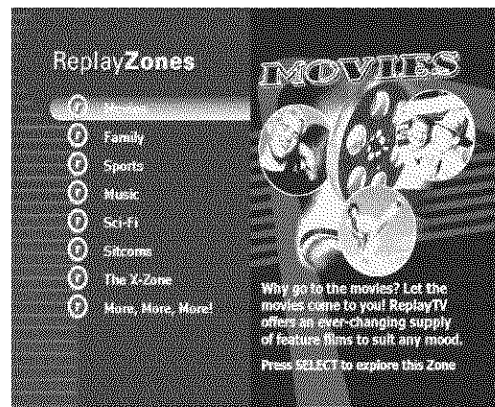 ReplayZones
Movies
Family
Sports
Music
Sci-Fi
Sitcoms
The X-Zone
More, More, More!
MOVIES
Why go to the movies? Let the
movies come to you! ReplayTV
offers an ever-changing supply
of feature films to suit any mood.
Press SELECT to explore this Zone